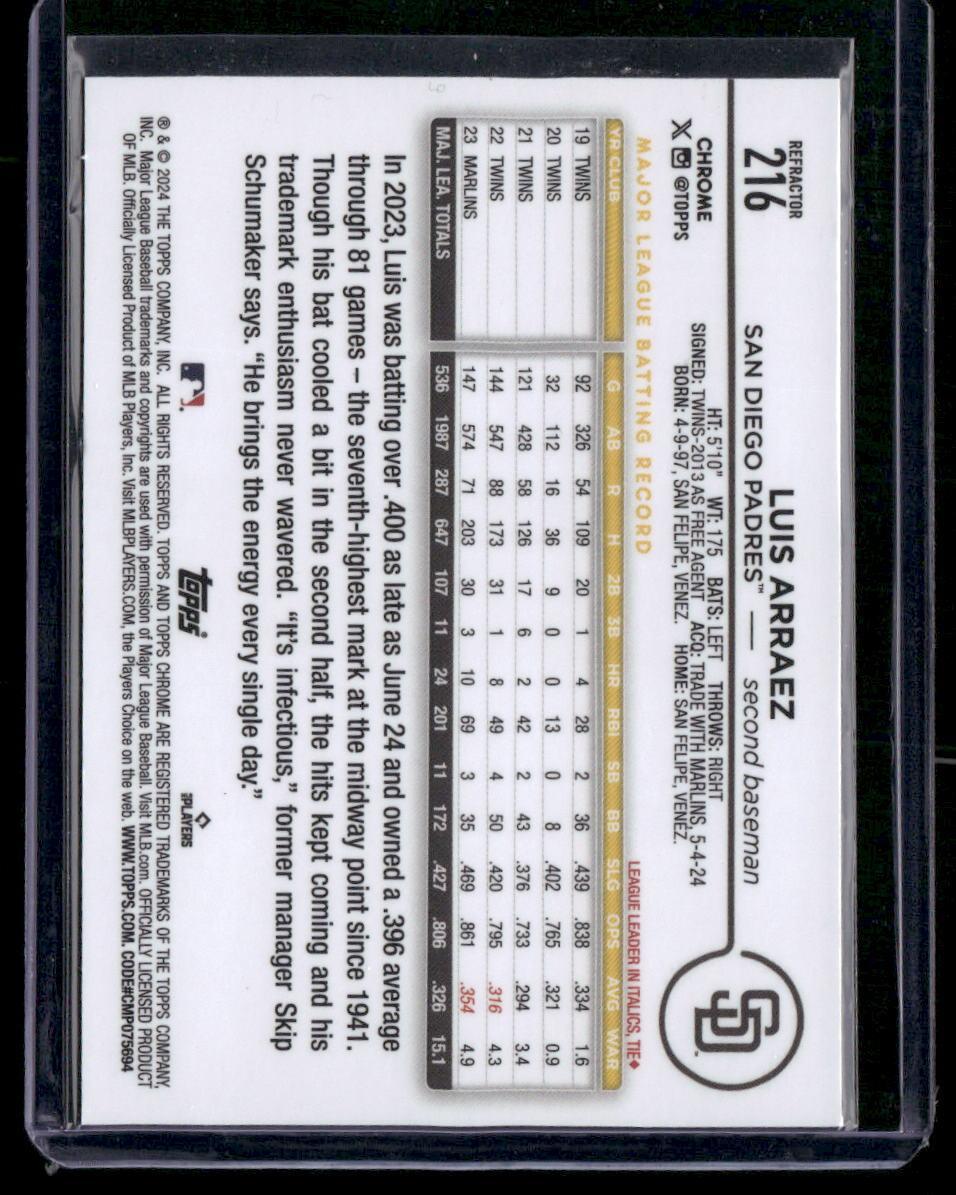 REFRACTOR
216
CHROME
X @TOPPS
LUIS ARRAEZ
SAN DIEGO PADRES™ — second baseman
HT: 5'10" WT: 175 BATS: LEFT THROWS: RIGHT
SIGNED: TWINS-2013 AS FREE AGENT ACQ: TRADE WITH MARLINS, 5-4-24
BORN: 4-9-97, SAN FELIPE, VENEZ. HOME: SAN FELIPE, VENEZ.
SD
MAJOR LEAGUE BATTING RECORD
LEAGUE LEADER IN ITALICS, TIE♦
YR CLUB G AB R H 2B 3B HR RBI SB BB SLG OPS AVG WAR
19 TWINS 92 326 54 109 20 1 4 28 2 36 .439 .838 .334 1.6
20 TWINS 32 112 16 36 9 0 0 13 0 8 .402 .765 .321 0.9
21 TWINS 121 428 58 126 17 6 2 42 2 43 .376 .733 .294 3.4
22 TWINS 144 547 88 173 31 1 8 49 4 50 .420 .795 .316 4.3
23 MARLINS 147 574 71 203 30 3 10 69 3 35 .469 .861 .354 4.9
MAJ. LEA. TOTALS 536 1987 287 647 107 11 24 201 11 172 .427 .806 .326 15.1
In 2023, Luis was batting over .400 as late as June 24 and owned a .396 average
through 81 games – the seventh-highest mark at the midway point since 1941.
Though his bat cooled a bit in the second half, the hits kept coming and his
trademark enthusiasm never wavered. "It's infectious," former manager Skip
Schumaker says. "He brings the energy every single day."
topps
PLAYERS
® & © 2024 THE TOPPS COMPANY, INC. ALL RIGHTS RESERVED. TOPPS AND TOPPS CHROME ARE REGISTERED TRADEMARKS OF THE TOPPS COMPANY,
INC. Major League Baseball trademarks and copyrights are used with permission of Major League Baseball. Visit MLB.com. OFFICIALLY LICENSED PRODUCT
OF MLB. Officially Licensed Product of MLB Players, Inc. Visit MLBPLAYERS.COM, the Players Choice on the web. WWW.TOPPS.COM. CODE#CMP075694